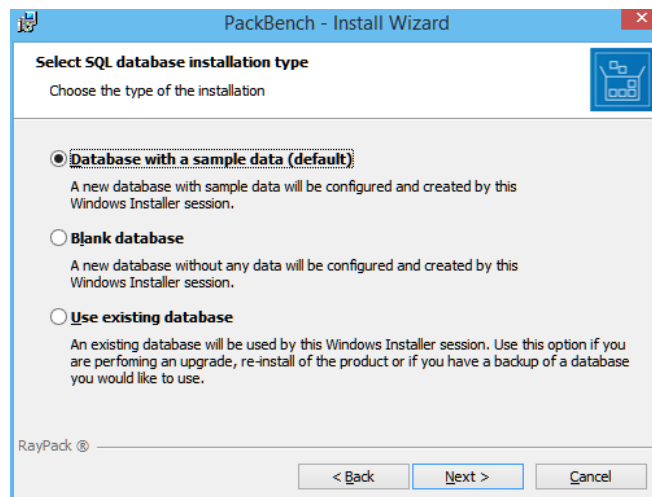 PackBench - Install Wizard
Select SQL database installation type
Choose the type of the installation
Database with a sample data (default)
A new database with sample data will be configured and created by this
Windows Installer session.
Blank database
A new database without any data will be configured and created by this
Windows Installer session.
Use existing database
An existing database will be used by this Windows Installer session. Use this option if you
are perfoming an upgrade, re-install of the product or if you have a backup of a database
you would like to use.
RayPack ®
< Back Next > Cancel